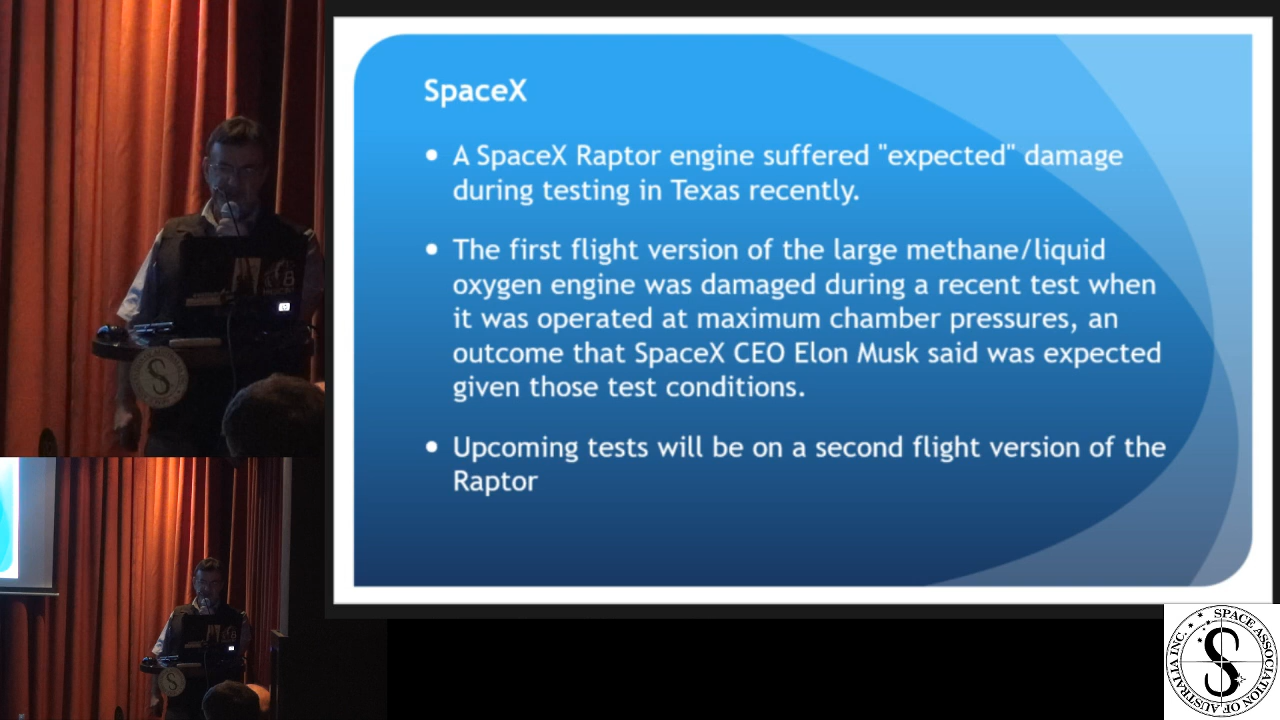 SpaceX
• A SpaceX Raptor engine suffered "expected" damage
during testing in Texas recently.
• The first flight version of the large methane/liquid
oxygen engine was damaged during a recent test when
it was operated at maximum chamber pressures, an
outcome that SpaceX CEO Elon Musk said was expected
given those test conditions.
• Upcoming tests will be on a second flight version of the
Raptor
SPACE ASSOCIATION OF AUSTRALIA INC.
S